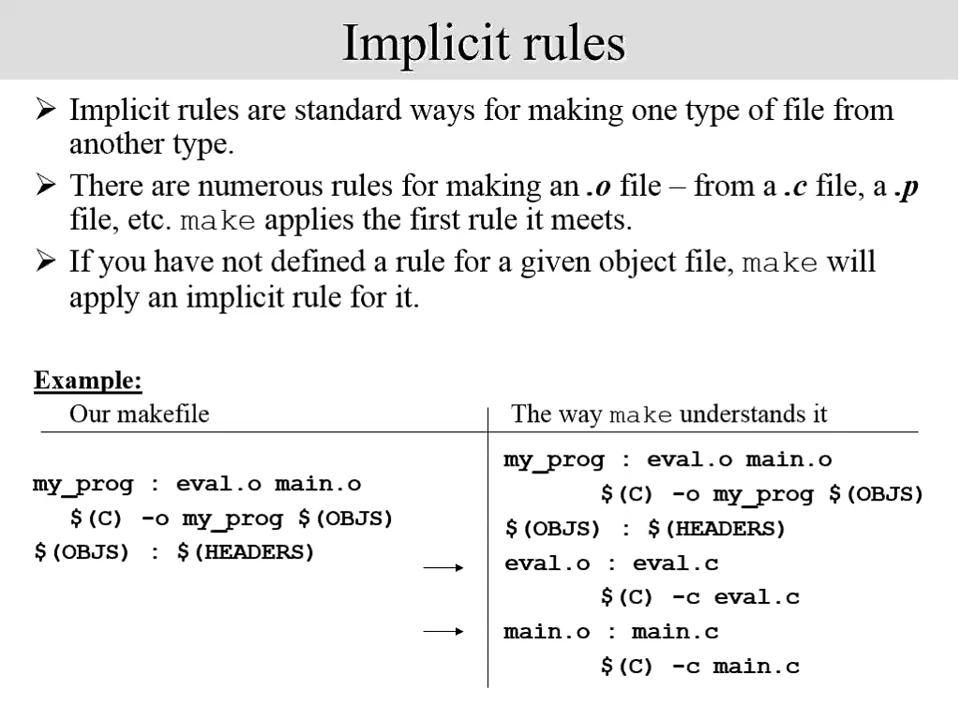 Implicit rules
➢ Implicit rules are standard ways for making one type of file from
another type.
➢ There are numerous rules for making an .o file – from a .c file, a .p
file, etc. make applies the first rule it meets.
➢ If you have not defined a rule for a given object file, make will
apply an implicit rule for it.
Example:
Our makefile
my_prog : eval.o main.o
$(C) -o my_prog $(OBJS)
$(OBJS) : $(HEADERS)
The way make understands it
my_prog : eval.o main.o
$(C) -o my_prog $(OBJS)
$(OBJS) : $(HEADERS)
eval.o : eval.c
$(C) -c eval.c
main.o : main.c
$(C) -c main.c